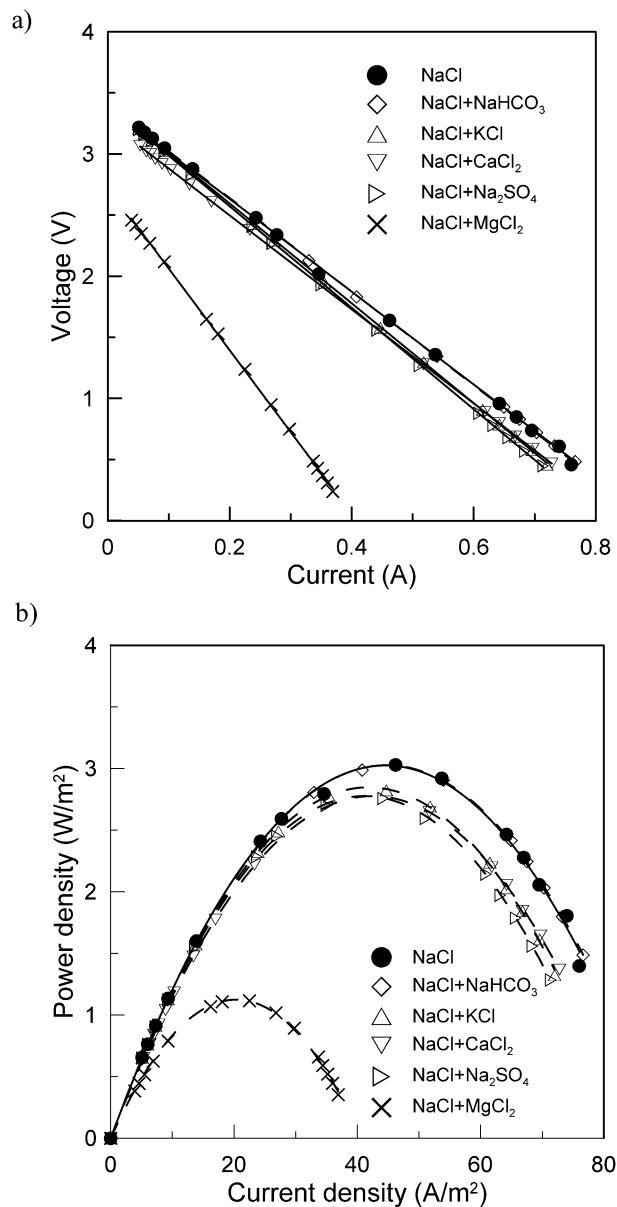 a)
4
3
2
1
0
Voltage (V)
NaCl
NaCl+NaHCO₃
NaCl+KCl
NaCl+CaCl₂
NaCl+Na₂SO₄
NaCl+MgCl₂
0 0.2 0.4 0.6 0.8
Current (A)
b)
4
3
2
1
0
Power density (W/m²)
NaCl
NaCl+NaHCO₃
NaCl+KCl
NaCl+CaCl₂
NaCl+Na₂SO₄
NaCl+MgCl₂
0 20 40 60 80
Current density (A/m²)